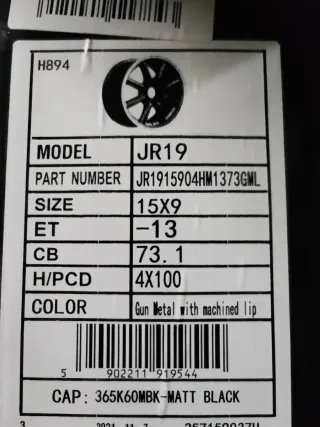 H894
MODEL JR19
PART NUMBER JR1915904HM1373GML
SIZE 15X9
ET -13
CB 73.1
H/PCD 4X100
COLOR Gun Metal with machined lip
5 902211 919544
CAP: 365K60MBK-MATT BLACK